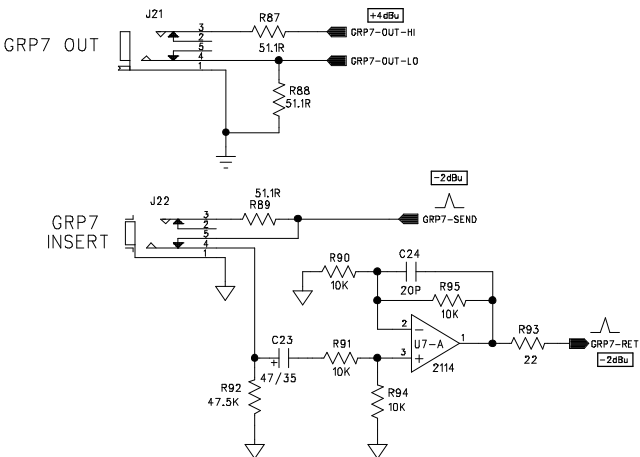 J21
GRP7 OUT
3
2
5
4
1
R87
51.1R
+4dBu
GRP7-OUT-HI
GRP7-OUT-LO
R88
51.1R
-2dBu
J22
51.1R
R89
GRP7
INSERT
3
2
5
4
1
GRP7-SEND
R90
10K
C24
20P
R95
10K
2
−
U7-A
1
3
+
2114
R93
22
GRP7-RET
-2dBu
C23
+
47/35
R91
10K
R92
47.5K
R94
10K